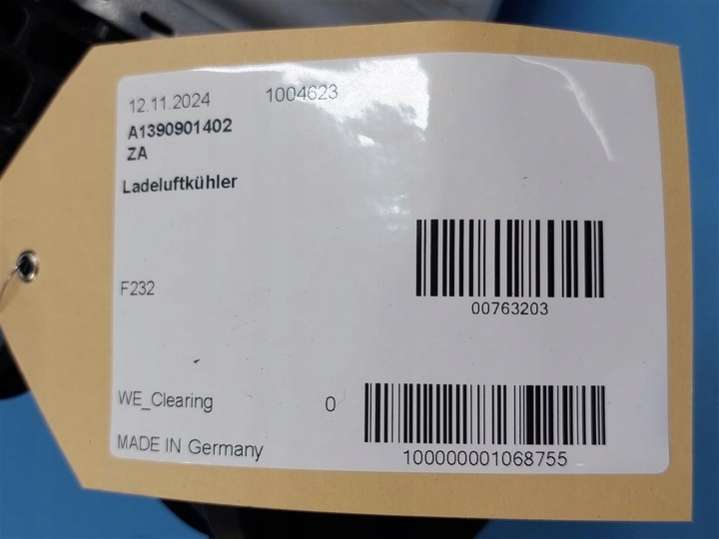 12.11.2024 1004623
A1390901402
ZA
Ladeluftkühler
F232
00763203
WE_Clearing 0
MADE IN Germany
100000001068755